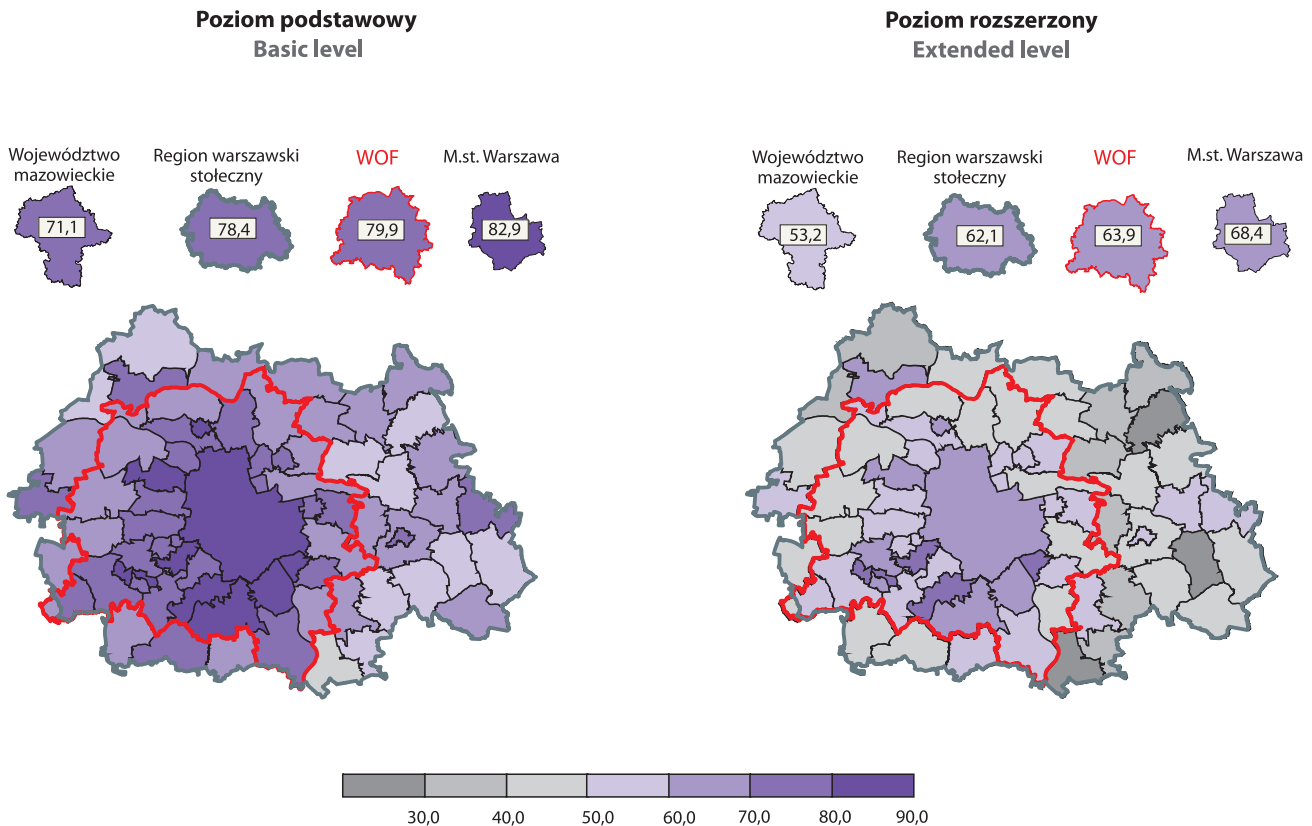 Poziom podstawowy
Basic level
Województwo
mazowieckie
Region warszawski
stołeczny
WOF
M.st. Warszawa
71,1
78,4
79,9
82,9
Poziom rozszerzony
Extended level
Województwo
mazowieckie
Region warszawski
stołeczny
WOF
M.st. Warszawa
53,2
62,1
63,9
68,4
30,0 40,0 50,0 60,0 70,0 80,0 90,0